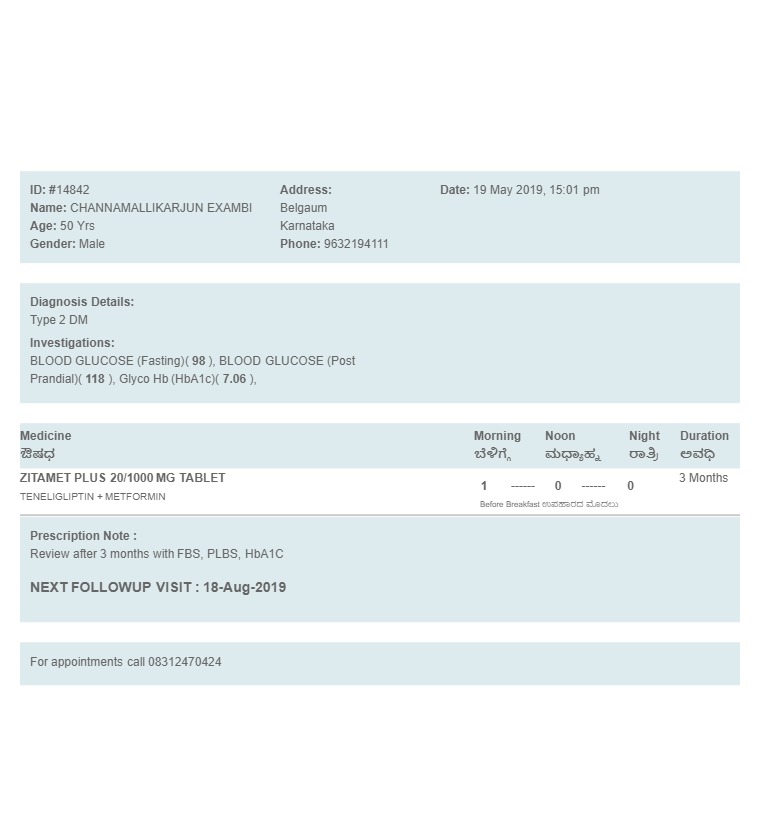 ID: #14842
Name: CHANNAMALLIKARJUN EXAMBI
Age: 50 Yrs
Gender: Male
Address:
Belgaum
Karnataka
Phone: 9632194111
Date: 19 May 2019, 15:01 pm
Diagnosis Details:
Type 2 DM
Investigations:
BLOOD GLUCOSE (Fasting)( 98 ), BLOOD GLUCOSE (Post
Prandial)( 118 ), Glyco Hb (HbA1c)( 7.06 ),
Medicine Morning Noon Night Duration
ಔಷಧ ಬೆಳಿಗ್ಗೆ ಮಧ್ಯಾಹ್ನ ರಾತ್ರಿ ಅವಧಿ
ZITAMET PLUS 20/1000 MG TABLET 1 ------ 0 ------ 0 3 Months
TENELIGLIPTIN + METFORMIN
Before Breakfast ಉಪಹಾರದ ಮೊದಲು
Prescription Note :
Review after 3 months with FBS, PLBS, HbA1C
NEXT FOLLOWUP VISIT : 18-Aug-2019
For appointments call 08312470424